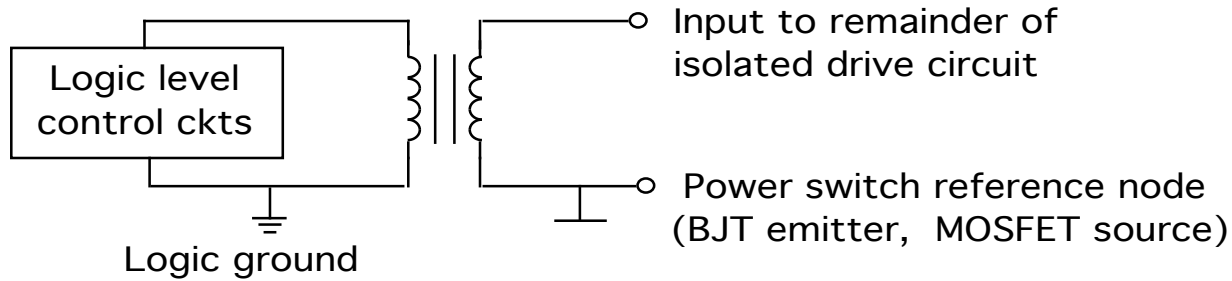 Logic level
control ckts
Logic ground
Input to remainder of
isolated drive circuit
Power switch reference node
(BJT emitter, MOSFET source)